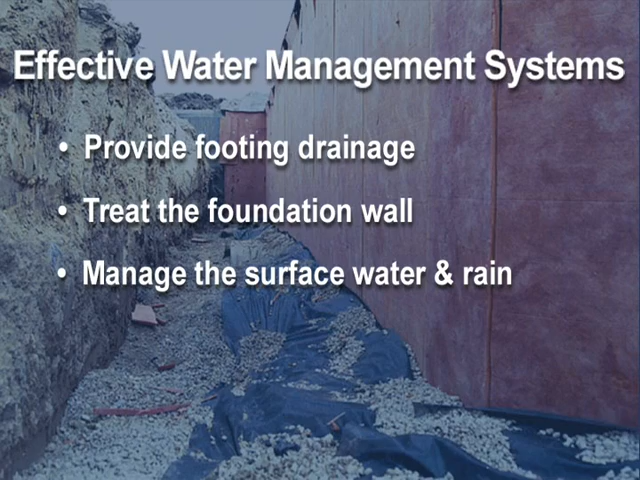 Effective Water Management Systems
• Provide footing drainage
• Treat the foundation wall
• Manage the surface water & rain